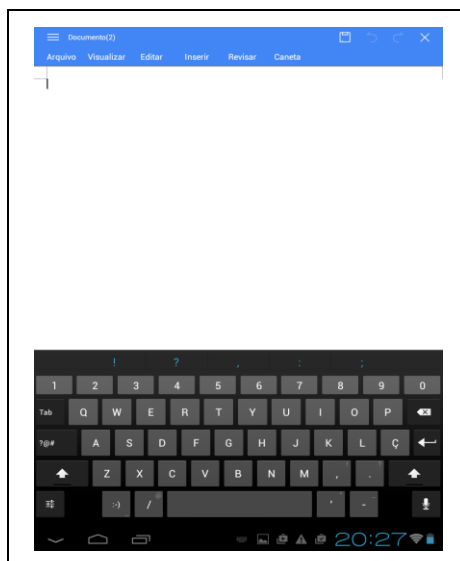 Documento(2)
Arquivo Visualizar Editar Inserir Revisar Caneta
! ? , : ;
1 2 3 4 5 6 7 8 9 0
Tab Q W E R T Y U I O P
?@# A S D F G H J K L Ç
Z X C V B N M , ! . ?
:-) / @ ' " - _
20:27